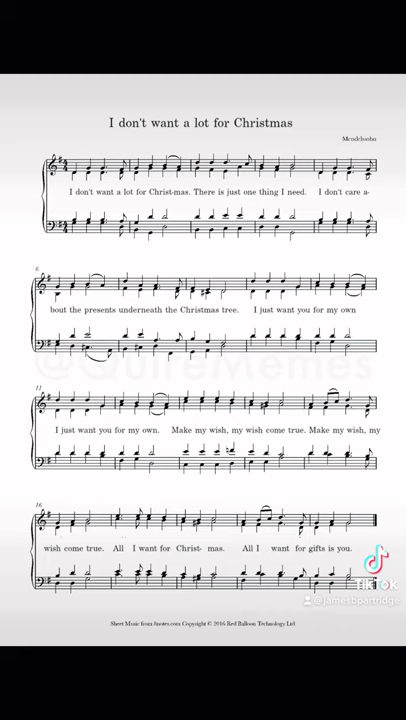 I don't want a lot for Christmas
Mendelssohn
I don't want a lot for Christ-mas. There is just one thing I need. I don't care a-
6
bout the presents underneath the Christmas tree. I just want you for my own
@QuireMemes
11
I just want you for my own. Make my wish, my wish come true. Make my wish, my
16
wish come true. All I want for Christ- mas. All I want for gifts is you.
TikTok
@jamesbpartridge
Sheet Music from 8notes.com Copyright © 2016 Red Balloon Technology Ltd